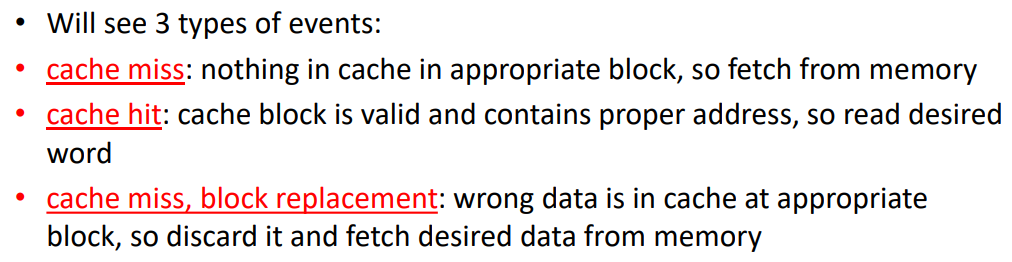 • Will see 3 types of events:
• cache miss: nothing in cache in appropriate block, so fetch from memory
• cache hit: cache block is valid and contains proper address, so read desired
word
• cache miss, block replacement: wrong data is in cache at appropriate
block, so discard it and fetch desired data from memory